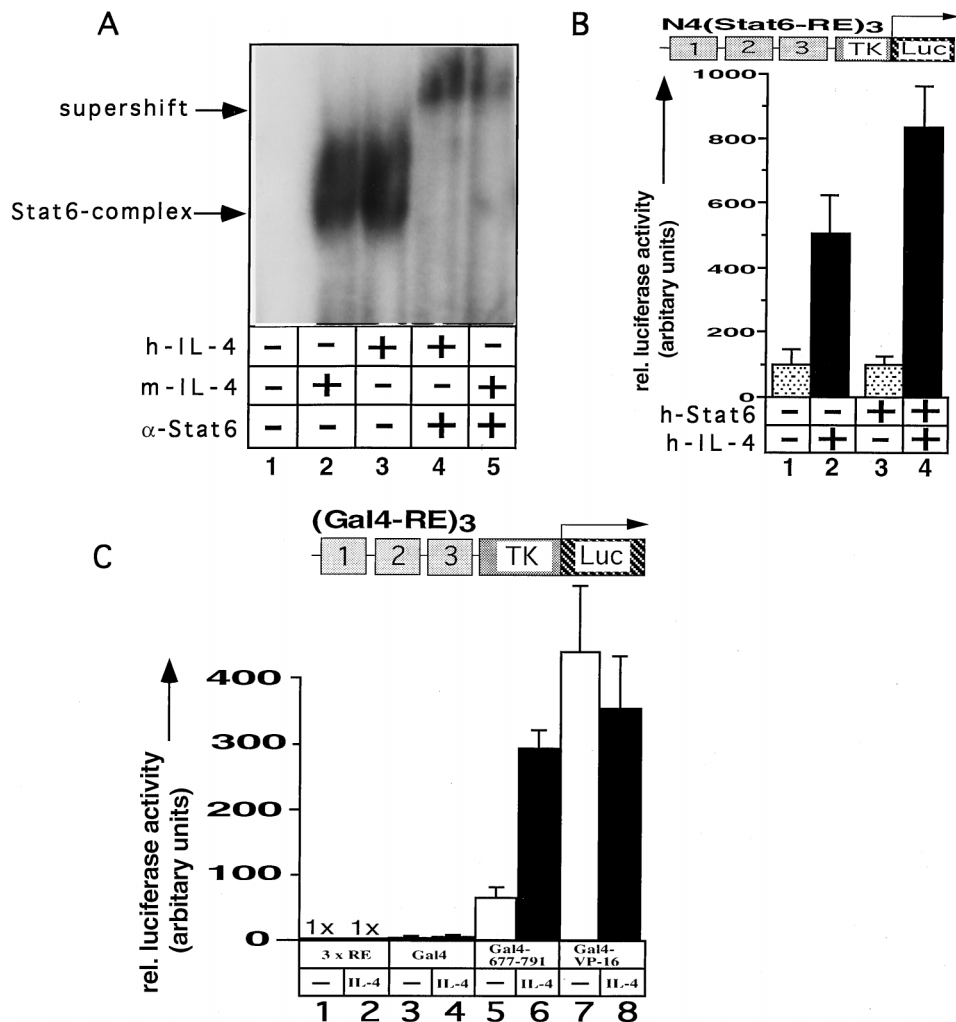 A
supershift
Stat6-complex
h-IL-4 − − + + −
m-IL-4 − + − − +
α-Stat6 − − − + +
1 2 3 4 5
B
N4(Stat6-RE)3
1 2 3 TK Luc
rel. luciferase activity
(arbitary units)
1000
800
600
400
200
0
h-Stat6 − − + +
h-IL-4 − + − +
1 2 3 4
C
(Gal4-RE)3
1 2 3 TK Luc
rel. luciferase activity
(arbitary units)
400
300
200
100
0
1x 1x
3 x RE Gal4 Gal4-677-791 Gal4-VP-16
− IL-4 − IL-4 − IL-4 − IL-4
1 2 3 4 5 6 7 8